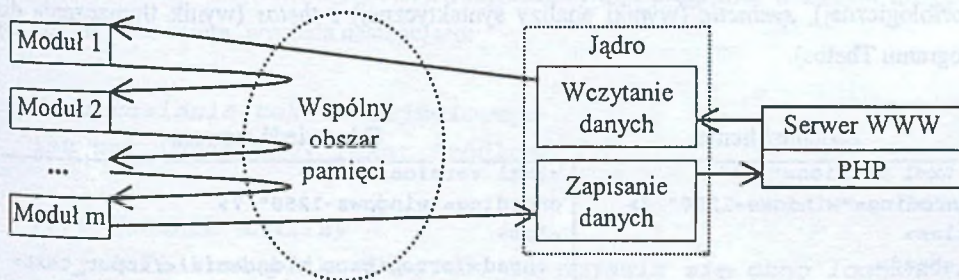 Moduł 1
Moduł 2
...
Moduł m
Wspólny
obszar
pamięci
Jądro
Wczytanie
danych
Zapisanie
danych
Serwer WWW
PHP